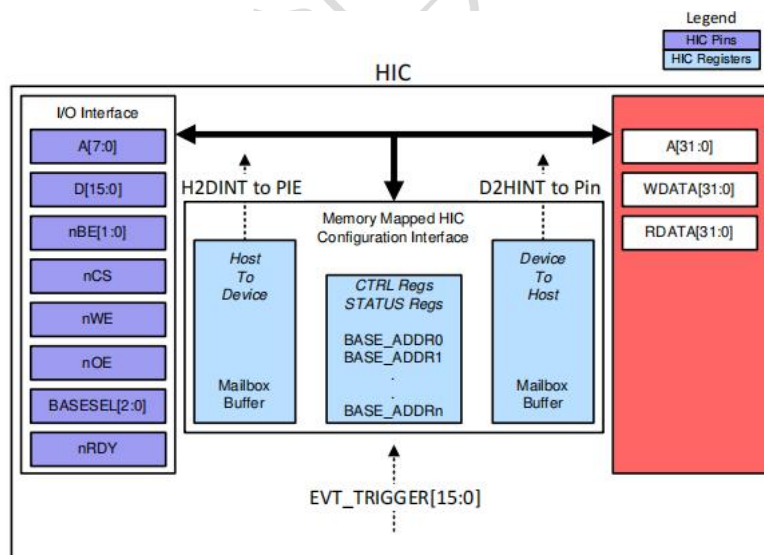 Legend
HIC Pins
HIC Registers
HIC
I/O Interface
A[7:0]
D[15:0]
nBE[1:0]
nCS
nWE
nOE
BASESEL[2:0]
nRDY
H2DINT to PIE
D2HINT to Pin
Memory Mapped HIC
Configuration Interface
Host
To
Device
Mailbox
Buffer
CTRL Regs
STATUS Regs
BASE_ADDR0
BASE_ADDR1
.
.
BASE_ADDRn
Device
To
Host
Mailbox
Buffer
A[31:0]
WDATA[31:0]
RDATA[31:0]
EVT_TRIGGER[15:0]